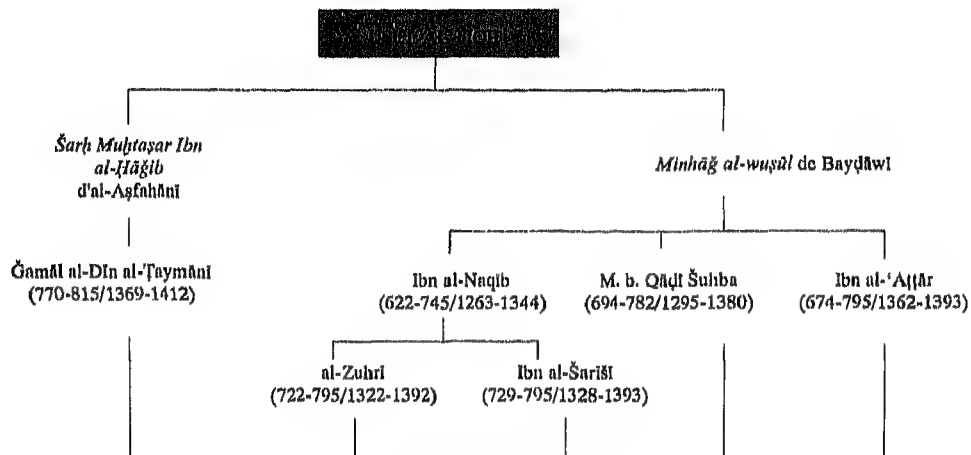 Šarḥ Muḫtaṣar Ibn
al-Ḥāǧib
d'al-Aṣfahānī
Minhāǧ al-wuṣûl de Bayḍāwī
Ǧamāl al-Dīn al-Ṭaymānī
(770-815/1369-1412)
Ibn al-Naqīb
(622-745/1263-1344)
M. b. Qāḍī Šuhba
(694-782/1295-1380)
Ibn al-ʻAṭṭār
(674-795/1362-1393)
al-Zuhrī
(722-795/1322-1392)
Ibn al-Šarīšī
(729-795/1328-1393)